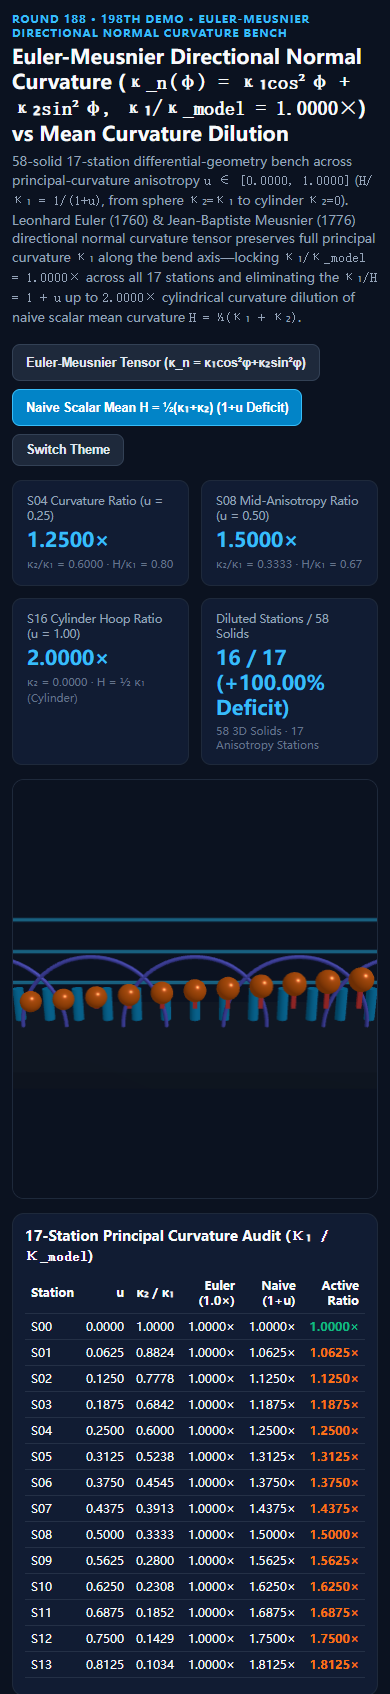 ROUND 188 • 198TH DEMO • EULER-MEUSNIER
DIRECTIONAL NORMAL CURVATURE BENCH
Euler-Meusnier Directional Normal
Curvature (κ_n(ϕ) = κ₁cos²ϕ +
κ₂sin²ϕ, κ₁/κ_model = 1.0000×)
vs Mean Curvature Dilution
58-solid 17-station differential-geometry bench across
principal-curvature anisotropy u ∈ [0.0000, 1.0000] (H/
κ₁ = 1/(1+u), from sphere κ₂=κ₁ to cylinder κ₂=0).
Leonhard Euler (1760) & Jean-Baptiste Meusnier (1776)
directional normal curvature tensor preserves full principal
curvature κ₁ along the bend axis—locking κ₁/κ_model
= 1.0000× across all 17 stations and eliminating the κ₁/H
= 1 + u up to 2.0000× cylindrical curvature dilution of
naive scalar mean curvature H = ½(κ₁ + κ₂).
Euler-Meusnier Tensor (κ_n = κ₁cos²φ+κ₂sin²φ)
Naive Scalar Mean H = ½(κ₁+κ₂) (1+u Deficit)
Switch Theme
S04 Curvature Ratio (u =
0.25)
1.2500×
κ₂/κ₁ = 0.6000 · H/κ₁ = 0.80
S08 Mid-Anisotropy Ratio
(u = 0.50)
1.5000×
κ₂/κ₁ = 0.3333 · H/κ₁ = 0.67
S16 Cylinder Hoop Ratio
(u = 1.00)
2.0000×
κ₂ = 0.0000 · H = ½ κ₁
(Cylinder)
Diluted Stations / 58
Solids
16 / 17
(+100.00%
Deficit)
58 3D Solids · 17
Anisotropy Stations
17-Station Principal Curvature Audit (κ₁ /
κ_model)
Station u κ₂ / κ₁ Euler (1.0×) Naive (1+u) Active Ratio
S00 0.0000 1.0000 1.0000× 1.0000× 1.0000×
S01 0.0625 0.8824 1.0000× 1.0625× 1.0625×
S02 0.1250 0.7778 1.0000× 1.1250× 1.1250×
S03 0.1875 0.6842 1.0000× 1.1875× 1.1875×
S04 0.2500 0.6000 1.0000× 1.2500× 1.2500×
S05 0.3125 0.5238 1.0000× 1.3125× 1.3125×
S06 0.3750 0.4545 1.0000× 1.3750× 1.3750×
S07 0.4375 0.3913 1.0000× 1.4375× 1.4375×
S08 0.5000 0.3333 1.0000× 1.5000× 1.5000×
S09 0.5625 0.2800 1.0000× 1.5625× 1.5625×
S10 0.6250 0.2308 1.0000× 1.6250× 1.6250×
S11 0.6875 0.1852 1.0000× 1.6875× 1.6875×
S12 0.7500 0.1429 1.0000× 1.7500× 1.7500×
S13 0.8125 0.1034 1.0000× 1.8125× 1.8125×